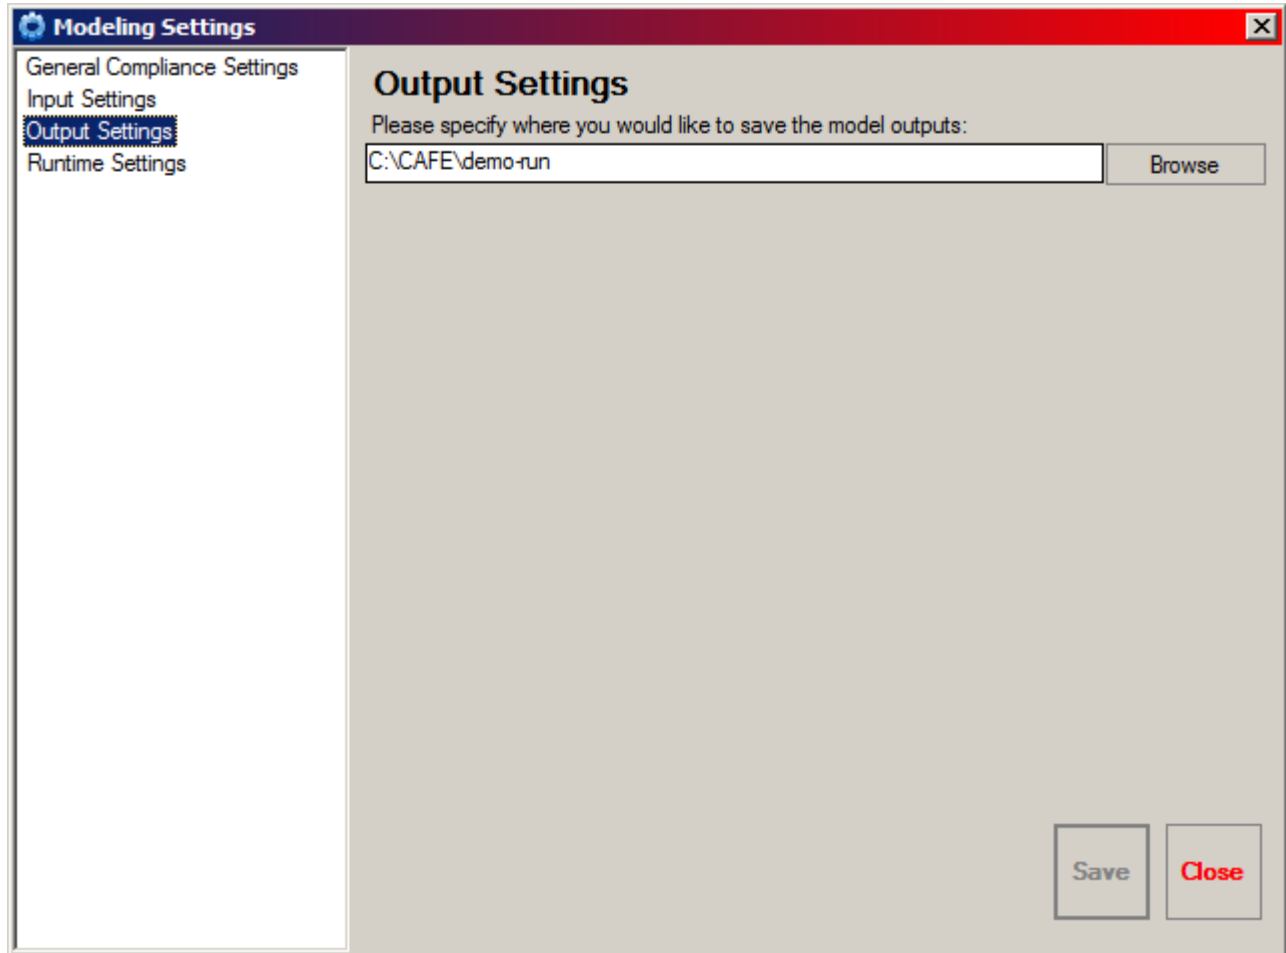 Modeling Settings
General Compliance Settings
Input Settings
Output Settings
Runtime Settings
Output Settings
Please specify where you would like to save the model outputs:
C:\CAFE\demo-run
Browse
Save
Close